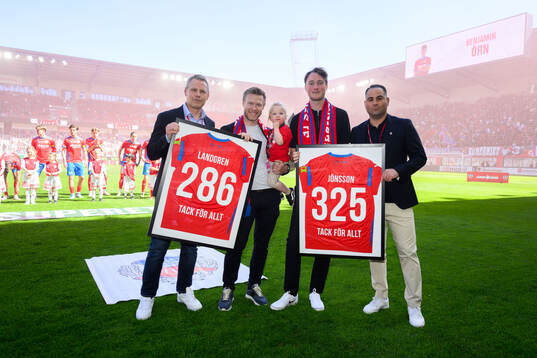 BENJAMIN
ÖRN
LANDGREN
286
TACK FÖR ALLT
JÖNSSON
325
TACK FÖR ALLT